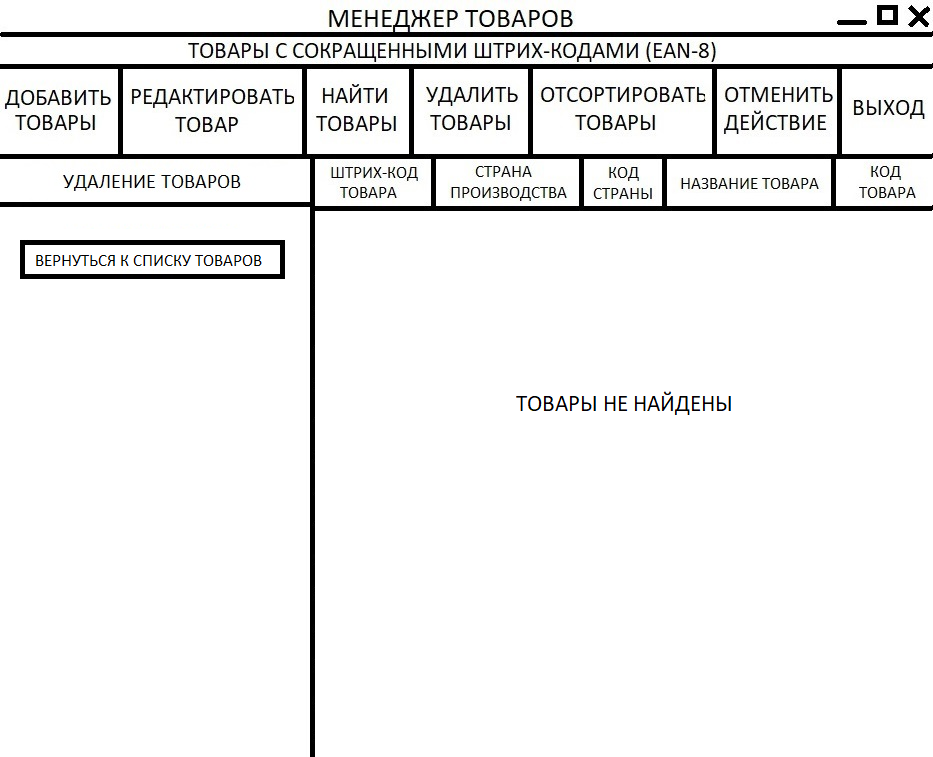 МЕНЕДЖЕР ТОВАРОВ
ТОВАРЫ С СОКРАЩЕННЫМИ ШТРИХ-КОДАМИ (EAN-8)
ДОБАВИТЬ
ТОВАРЫ
РЕДАКТИРОВАТЬ
ТОВАР
НАЙТИ
ТОВАРЫ
УДАЛИТЬ
ТОВАРЫ
ОТСОРТИРОВАТЬ
ТОВАРЫ
ОТМЕНИТЬ
ДЕЙСТВИЕ
ВЫХОД
УДАЛЕНИЕ ТОВАРОВ
ШТРИХ-КОД
ТОВАРА
СТРАНА
ПРОИЗВОДСТВА
КОД
СТРАНЫ
НАЗВАНИЕ ТОВАРА
КОД
ТОВАРА
ВЕРНУТЬСЯ К СПИСКУ ТОВАРОВ
ТОВАРЫ НЕ НАЙДЕНЫ